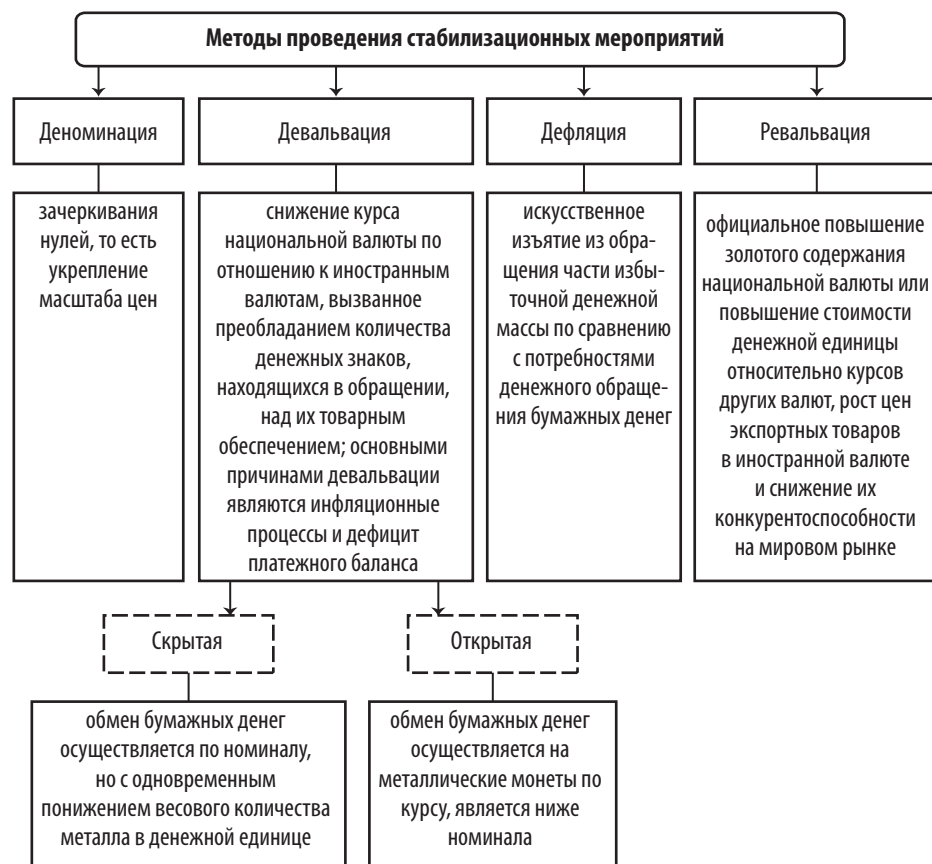 Методы проведения стабилизационных мероприятий
Деноминация
Девальвация
Дефляция
Ревальвация
зачеркивания
нулей, то есть
укрепление
масштаба цен
снижение курса
национальной валюты по
отношению к иностранным
валютам, вызванное
преобладанием количества
денежных знаков,
находящихся в обращении,
над их товарным
обеспечением; основными
причинами девальвации
являются инфляционные
процессы и дефицит
платежного баланса
искусственное
изъятие из обра-
щения части избы-
точной денежной
массы по сравнению
с потребностями
денежного обраще-
ния бумажных денег
официальное повышение
золотого содержания
национальной валюты или
повышение стоимости
денежной единицы
относительно курсов
других валют, рост цен
экспортных товаров
в иностранной валюте
и снижение их
конкурентоспособности
на мировом рынке
Скрытая
Открытая
обмен бумажных денег
осуществляется по номиналу,
но с одновременным
понижением весового количества
металла в денежной единице
обмен бумажных денег
осуществляется на
металлические монеты по
курсу, является ниже
номинала